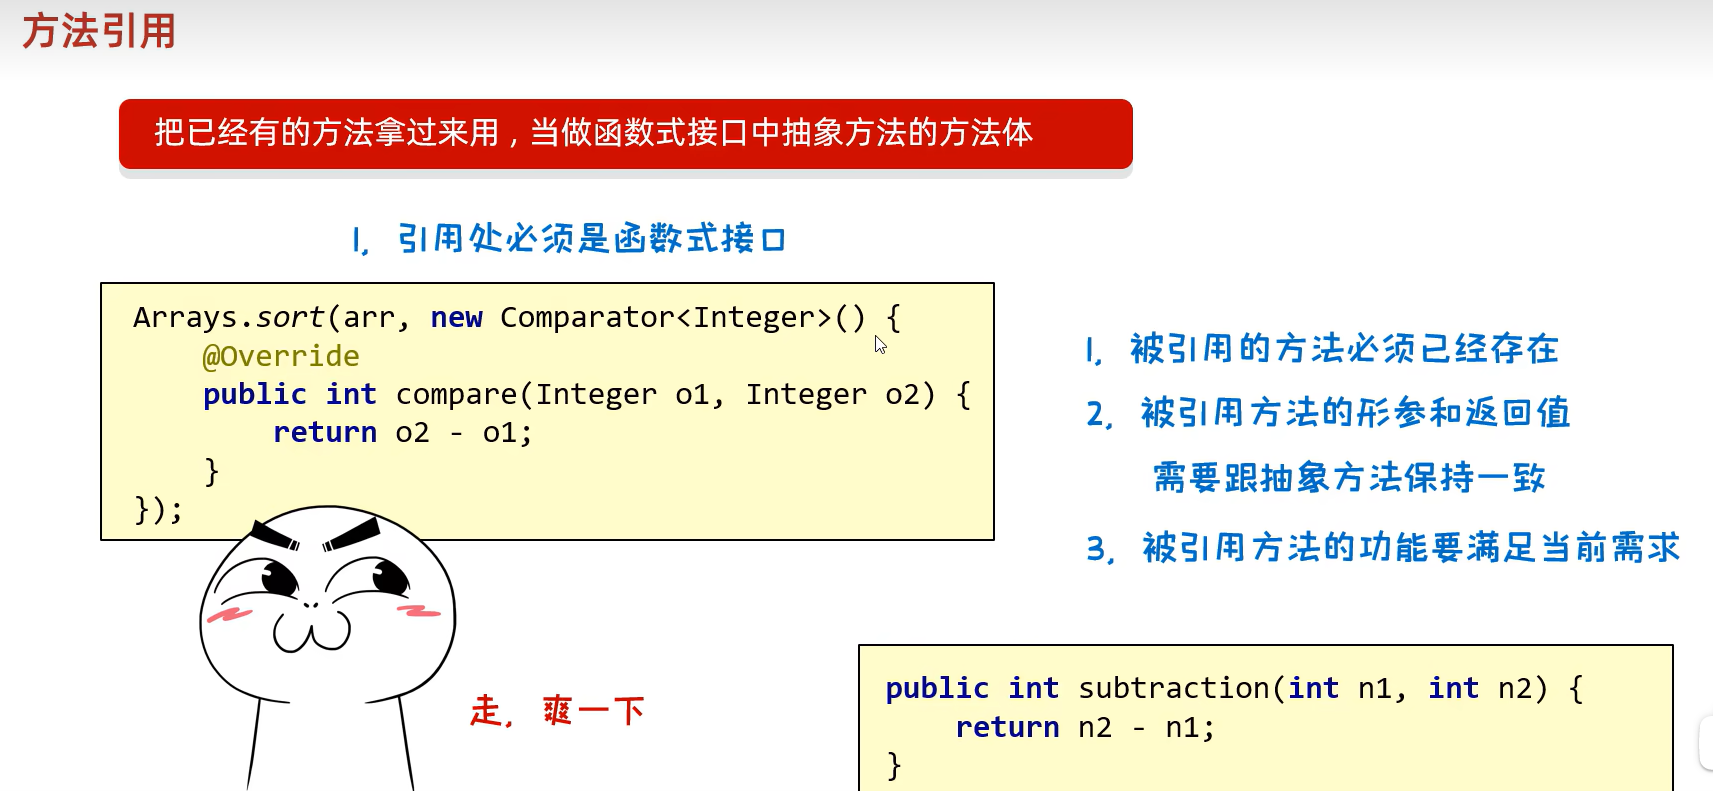 方法引用
把已经有的方法拿过来用，当做函数式接口中抽象方法的方法体
1，引用处必须是函数式接口
Arrays.sort(arr, new Comparator<Integer>() {
    @Override
    public int compare(Integer o1, Integer o2) {
        return o2 - o1;
    }
});
1，被引用的方法必须已经存在
2，被引用方法的形参和返回值
需要跟抽象方法保持一致
3，被引用方法的功能要满足当前需求
走，爽一下
public int subtraction(int n1, int n2) {
    return n2 - n1;
}